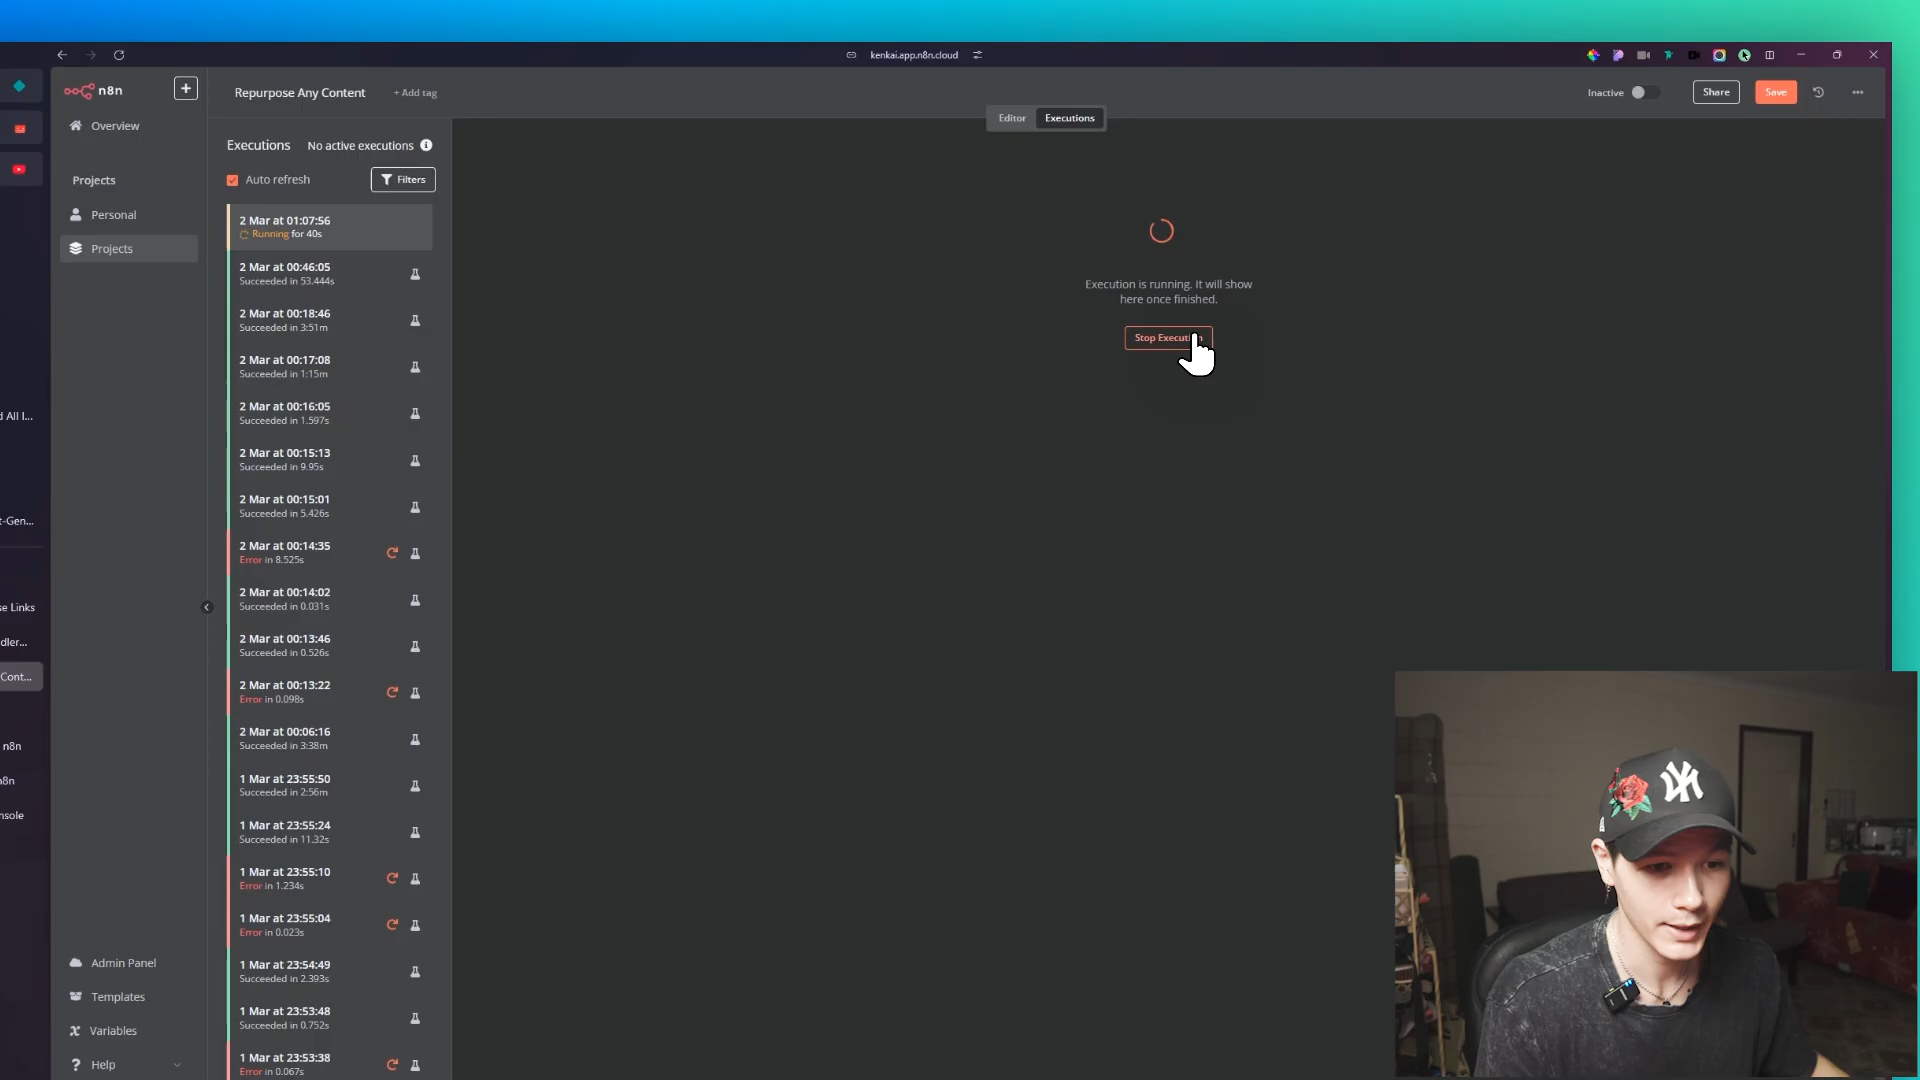 kenkai.app.n8n.cloud
n8n
Repurpose Any Content
+ Add tag
Inactive
Share
Save
Editor
Executions
Overview
Projects
Personal
Projects
Executions
No active executions
Auto refresh
Filters
2 Mar at 01:07:56
Running for 40s
2 Mar at 00:46:05
Succeeded in 53.444s
2 Mar at 00:18:46
Succeeded in 3:51m
2 Mar at 00:17:08
Succeeded in 1:15m
2 Mar at 00:16:05
Succeeded in 1.597s
2 Mar at 00:15:13
Succeeded in 9.95s
2 Mar at 00:15:01
Succeeded in 5.426s
2 Mar at 00:14:35
Error in 8.525s
2 Mar at 00:14:02
Succeeded in 0.031s
2 Mar at 00:13:46
Succeeded in 0.526s
2 Mar at 00:13:22
Error in 0.098s
2 Mar at 00:06:16
Succeeded in 3:38m
1 Mar at 23:55:50
Succeeded in 2:56m
1 Mar at 23:55:24
Succeeded in 11.32s
1 Mar at 23:55:10
Error in 1.234s
1 Mar at 23:55:04
Error in 0.023s
1 Mar at 23:54:49
Succeeded in 2.393s
1 Mar at 23:53:48
Succeeded in 0.752s
1 Mar at 23:53:38
Error in 0.067s
Execution is running. It will show
here once finished.
Stop Executi
d All I...
t-Gen...
se Links
dler...
Cont...
n8n
n8n
nsole
Admin Panel
Templates
Variables
Help
NY